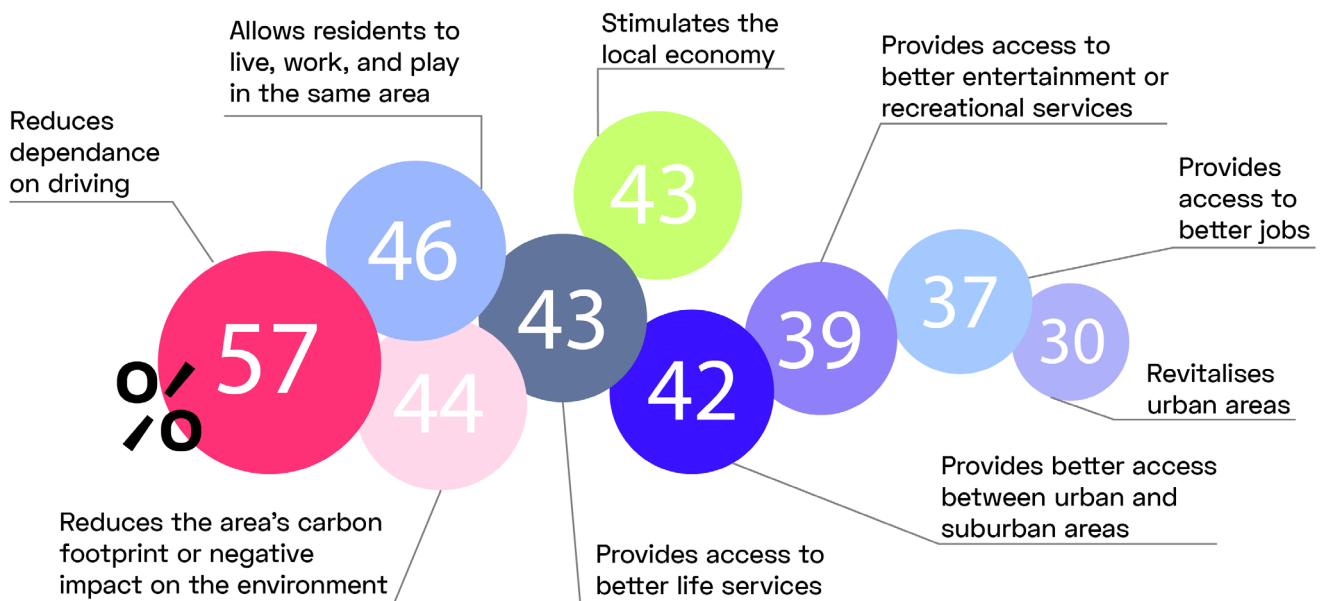 Reduces
dependance
on driving
57
%
Allows residents to
live, work, and play
in the same area
46
Reduces the area’s carbon
footprint or negative
impact on the environment
44
Provides access to
better life services
43
Stimulates the
local economy
43
Provides better access
between urban and
suburban areas
42
Provides access to
better entertainment or
recreational services
39
Provides
access to
better jobs
37
Revitalises
urban areas
30